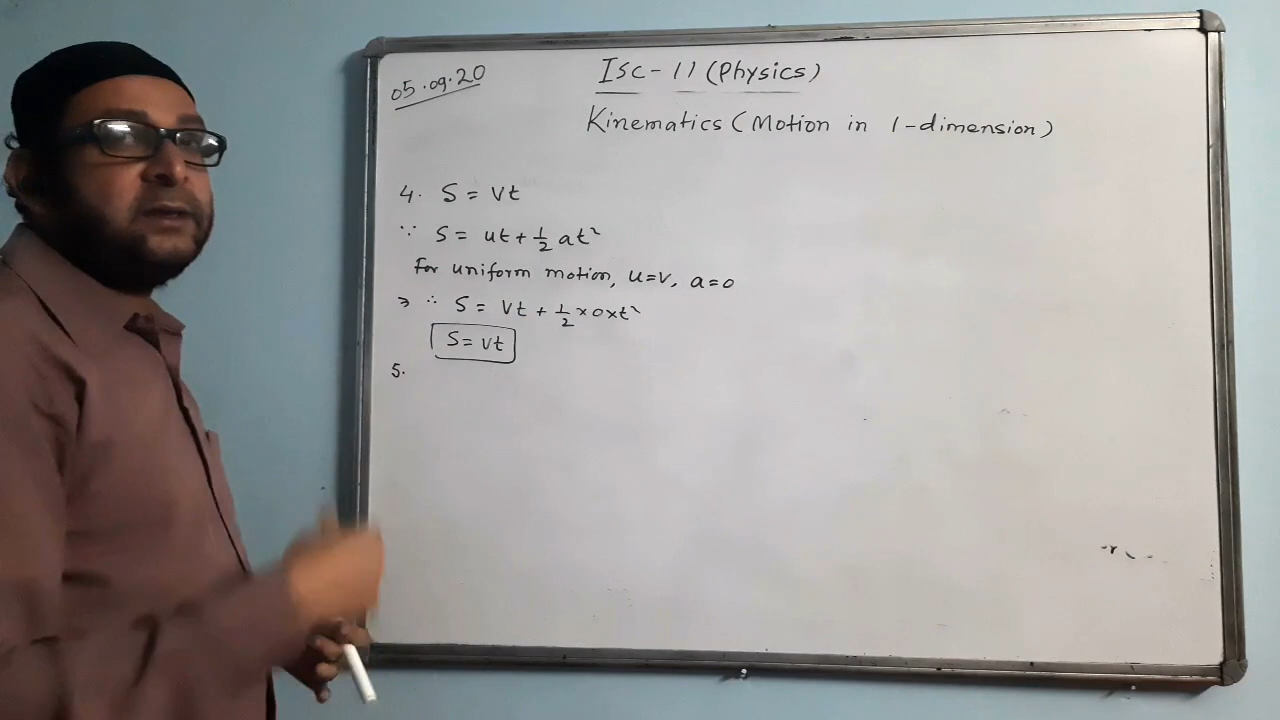 05.09.20
ISC-11 (Physics)
Kinematics (Motion in 1-dimension)
4. S = vt
∵ S = ut + 1/2 at²
For uniform motion, u=v, a=0
⇒ ∴ S = vt + 1/2 × 0 × t²
S = vt
5.